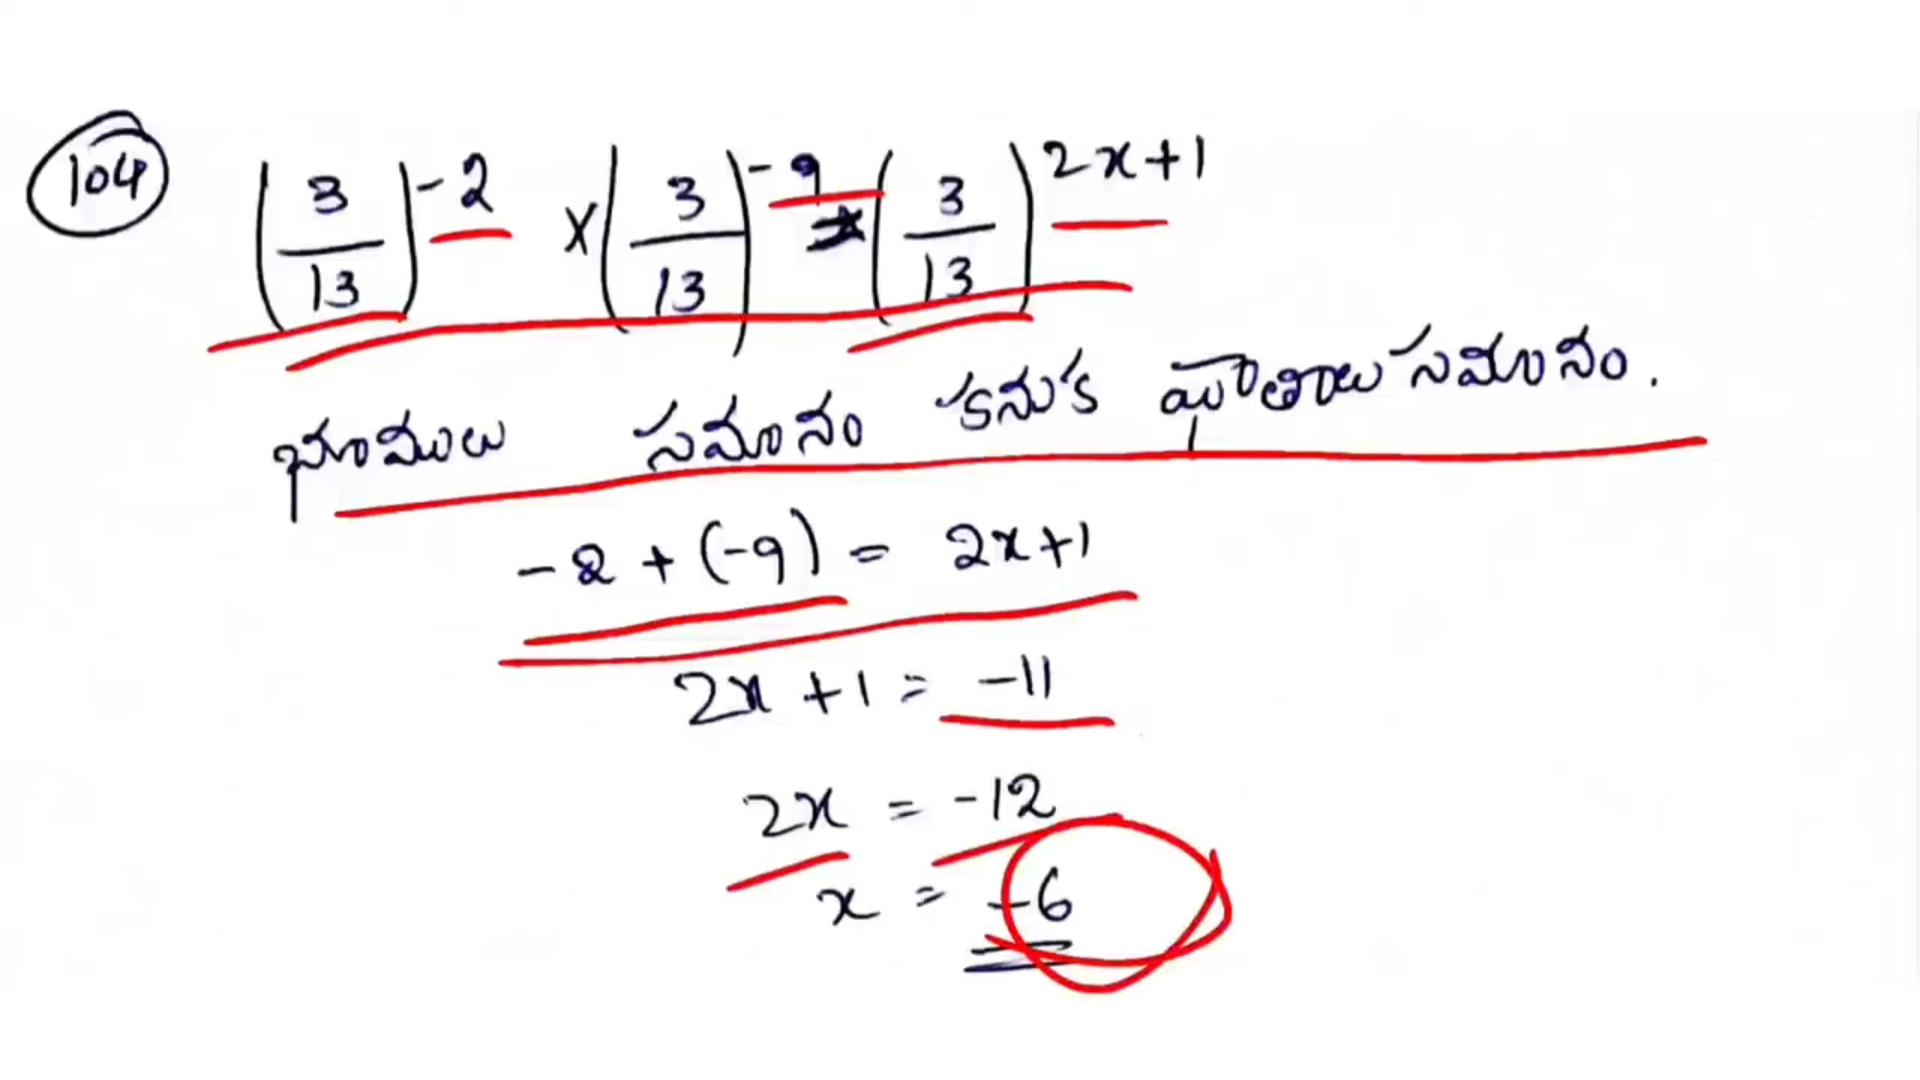 104 (3/13)^-2 × (3/13)^-9 = (3/13)^2x+1
భూములు సమానం కనుక ఘాతాలు సమానం.
-2 + (-9) = 2x+1
2x +1 = -11
2x = -12
x = -6